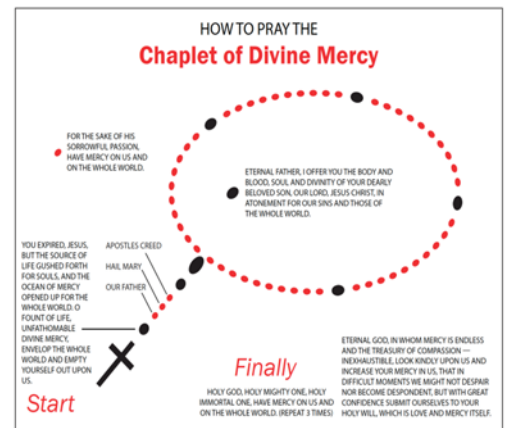 HOW TO PRAY THE
Chaplet of Divine Mercy
FOR THE SAKE OF HIS
SORROWFUL PASSION,
HAVE MERCY ON US AND
ON THE WHOLE WORLD.
ETERNAL FATHER, I OFFER YOU THE BODY AND
BLOOD, SOUL AND DIVINITY OF YOUR DEARLY
BELOVED SON, OUR LORD, JESUS CHRIST, IN
ATONEMENT FOR OUR SINS AND THOSE OF
THE WHOLE WORLD.
YOU EXPIRED, JESUS,
BUT THE SOURCE OF
LIFE GUSHED FORTH
FOR SOULS, AND THE
OCEAN OF MERCY
OPENED UP FOR THE
WHOLE WORLD. O
FOUNT OF LIFE,
UNFATHOMABLE
DIVINE MERCY,
ENVELOP THE WHOLE
WORLD AND EMPTY
YOURSELF OUT UPON
US.
APOSTLES CREED
HAIL MARY
OUR FATHER
Start
Finally
HOLY GOD, HOLY MIGHTY ONE, HOLY
IMMORTAL ONE, HAVE MERCY ON US AND
ON THE WHOLE WORLD. (REPEAT 3 TIMES)
ETERNAL GOD, IN WHOM MERCY IS ENDLESS
AND THE TREASURY OF COMPASSION —
INEXHAUSTIBLE, LOOK KINDLY UPON US AND
INCREASE YOUR MERCY IN US, THAT IN
DIFFICULT MOMENTS WE MIGHT NOT DESPAIR
NOR BECOME DESPONDENT, BUT WITH GREAT
CONFIDENCE SUBMIT OURSELVES TO YOUR
HOLY WILL, WHICH IS LOVE AND MERCY ITSELF.